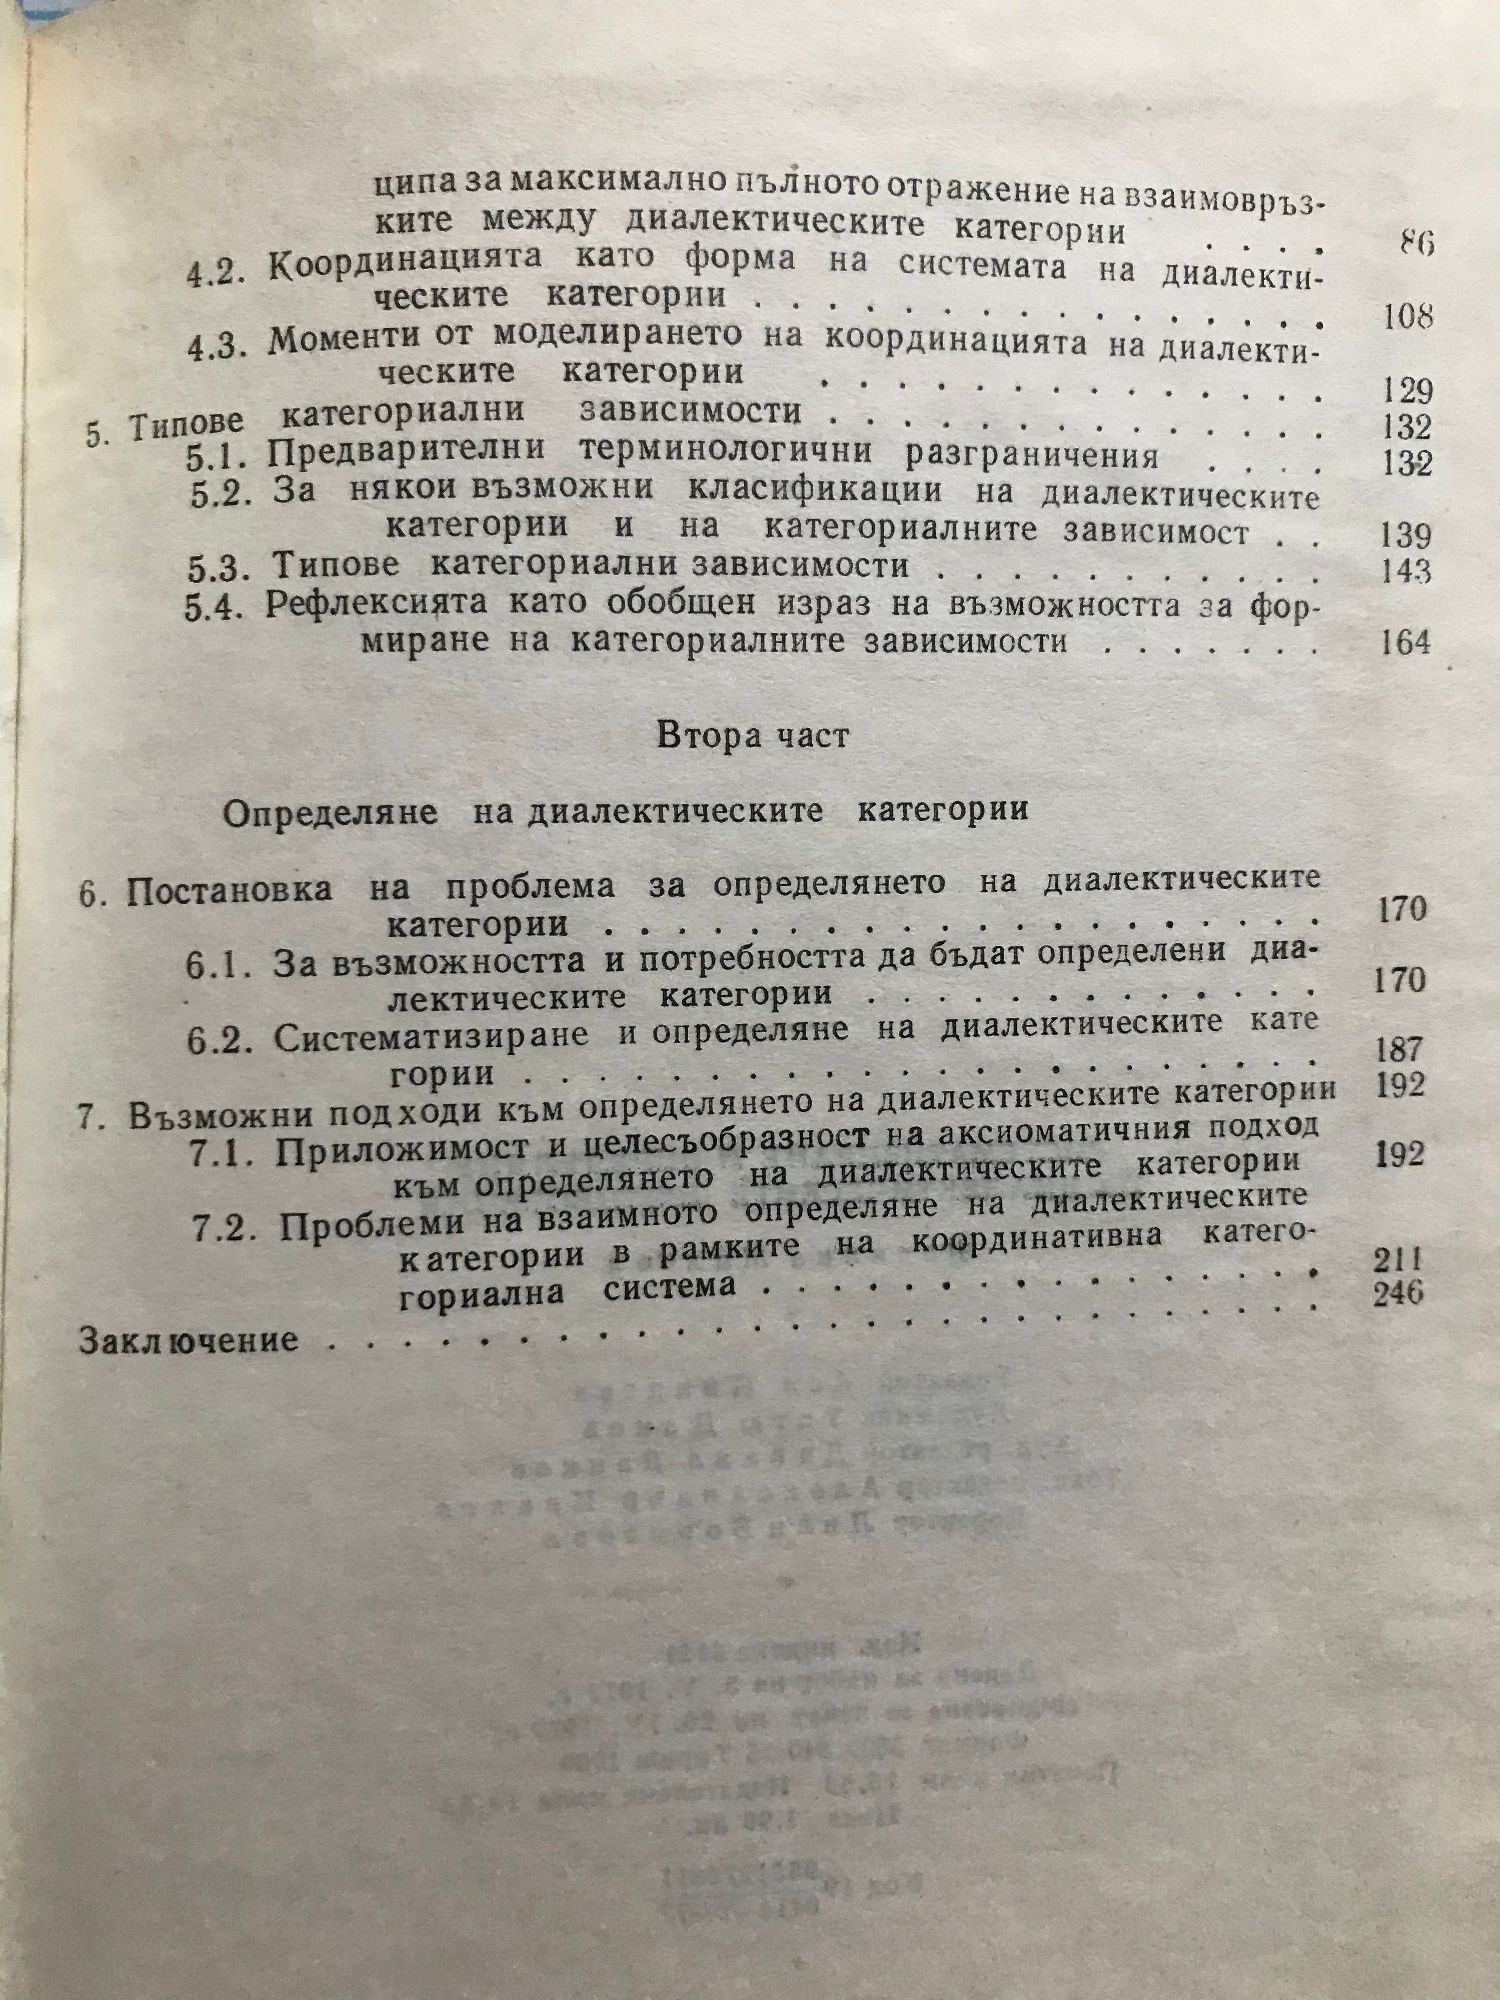 ципа за максимално пълното отражение на взаимовръз-
ките между диалектическите категории . . . . 86
4.2. Координацията като форма на системата на диалекти-
ческите категории . . . . . . . . . . . . . . . . 108
4.3. Моменти от моделирането на координацията на диалекти-
ческите категории . . . . . . . . . . . . . . 129
5. Типове категориални зависимости . . . . . . . . . . . . . . 132
5.1. Предварителни терминологични разграничения . . . . 132
5.2. За някои възможни класификации на диалектическите
категории и на категориалните зависимост . . 139
5.3. Типове категориални зависимости . . . . . . . . . . . 143
5.4. Рефлексията като обобщен израз на възможността за фор-
миране на категориалните зависимости . . . . . . . 164
Втора част
Определяне на диалектическите категории
6. Постановка на проблема за определянето на диалектическите
категории . . . . . . . . . . . . . . . . . . . . 170
6.1. За възможността и потребността да бъдат определени диа-
лектическите категории . . . . . . . . . . . . . 170
6.2. Систематизиране и определяне на диалектическите кате
гории . . . . . . . . . . . . . . . . . . . . . . 187
7. Възможни подходи към определянето на диалектическите категории 192
7.1. Приложимост и целесъобразност на аксиоматичния подход
към определянето на диалектическите категории 192
7.2. Проблеми на взаимното определяне на диалектическите
категории в рамките на координативна катего-
риална система . . . . . . . . . . . . . . . . 211
Заключение . . . . . . . . . . . . . . . . . . . . . . . . . . 246